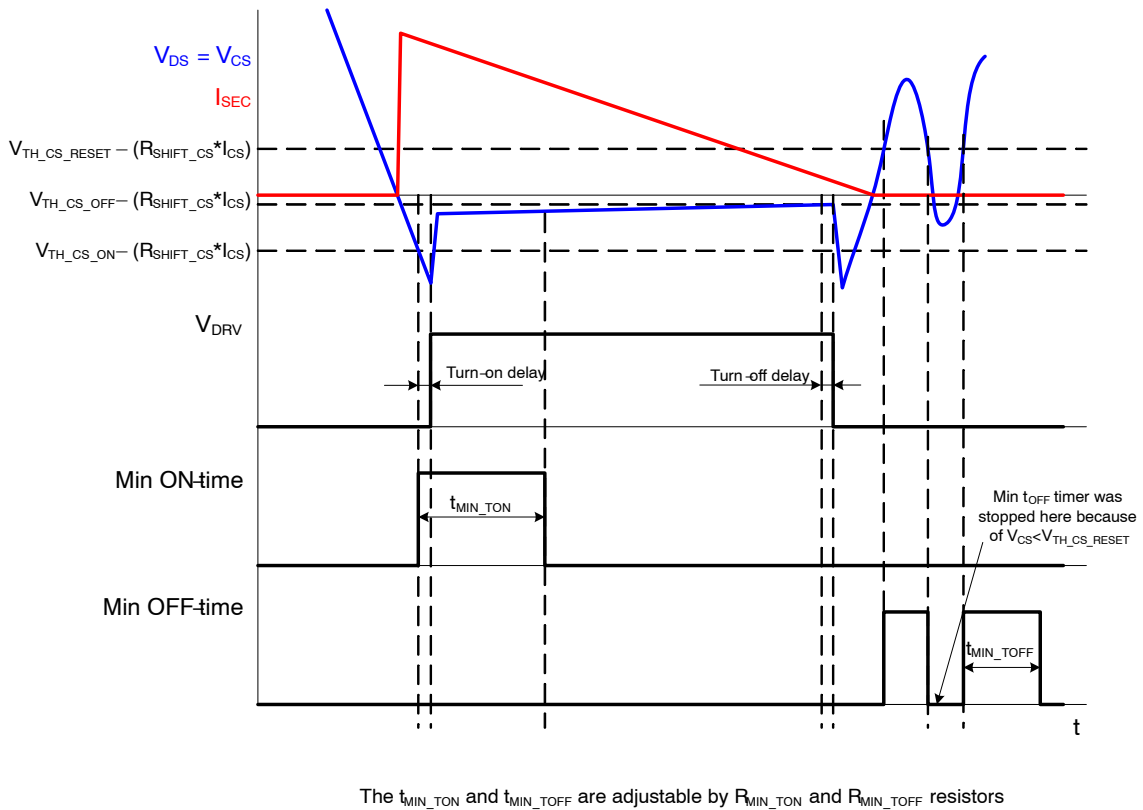 V_DS = V_CS
I_SEC
V_TH_CS_RESET – (R_SHIFT_CS*I_CS)
V_TH_CS_OFF – (R_SHIFT_CS*I_CS)
V_TH_CS_ON – (R_SHIFT_CS*I_CS)
V_DRV
Turn-on delay
Turn-off delay
Min ON-time
t_MIN_TON
Min t_OFF timer was
stopped here because
of V_CS<V_TH_CS_RESET
Min OFF-time
t_MIN_TOFF
t
The t_MIN_TON and t_MIN_TOFF are adjustable by R_MIN_TON and R_MIN_TOFF resistors